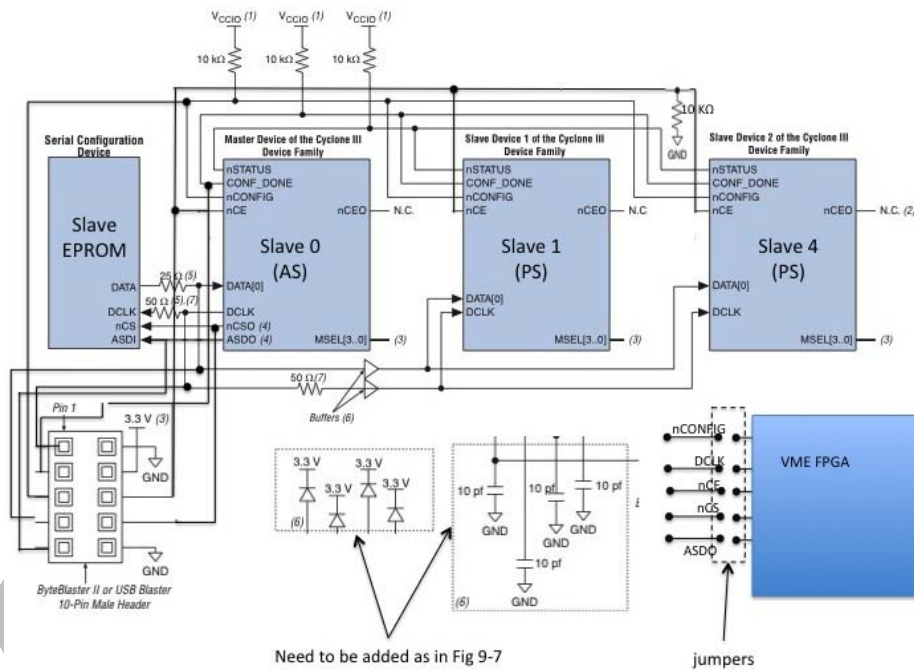 VCCIO (1)
VCCIO (1)
VCCIO (1)
10 kΩ
10 kΩ
10 kΩ
10 KΩ
GND
Serial Configuration
Device
Slave
EPROM
DATA
DCLK
nCS
ASDI
25 Ω (5)
50 Ω (5),(7)
Master Device of the Cyclone III
Device Family
nSTATUS
CONF_DONE
nCONFIG
nCE
nCEO
N.C.
Slave 0
(AS)
DATA[0]
DCLK
nCSO (4)
ASDO (4)
MSEL[3..0]
(3)
Slave Device 1 of the Cyclone III
Device Family
nSTATUS
CONF_DONE
nCONFIG
nCE
nCEO
N.C
Slave 1
(PS)
DATA[0]
DCLK
MSEL[3..0]
(3)
Slave Device 2 of the Cyclone III
Device Family
nSTATUS
CONF_DONE
nCONFIG
nCE
nCEO
N.C. (2)
Slave 4
(PS)
DATA[0]
DCLK
MSEL[3..0]
(3)
50 Ω(7)
Buffers (6)
Pin 1
3.3 V (3)
GND
GND
ByteBlaster II or USB Blaster
10-Pin Male Header
3.3 V
3.3 V
3.3 V
3.3 V
(6)
10 pf
10 pf
10 pf
GND
GND
GND
10 pf
GND
(6)
Need to be added as in Fig 9-7
nCONFIG
DCLK
nCE
nCS
ASDO
VME FPGA
jumpers